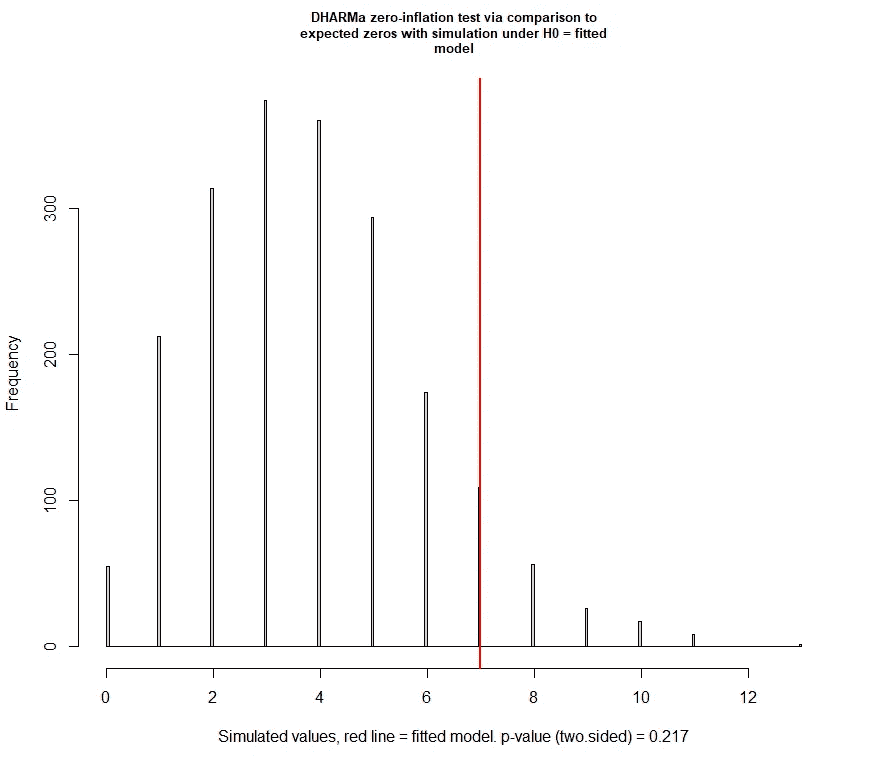 DHARMa zero-inflation test via comparison to
expected zeros with simulation under H0 = fitted
model
Frequency
300
200
100
0
0 2 4 6 8 10 12
Simulated values, red line = fitted model. p-value (two.sided) = 0.217